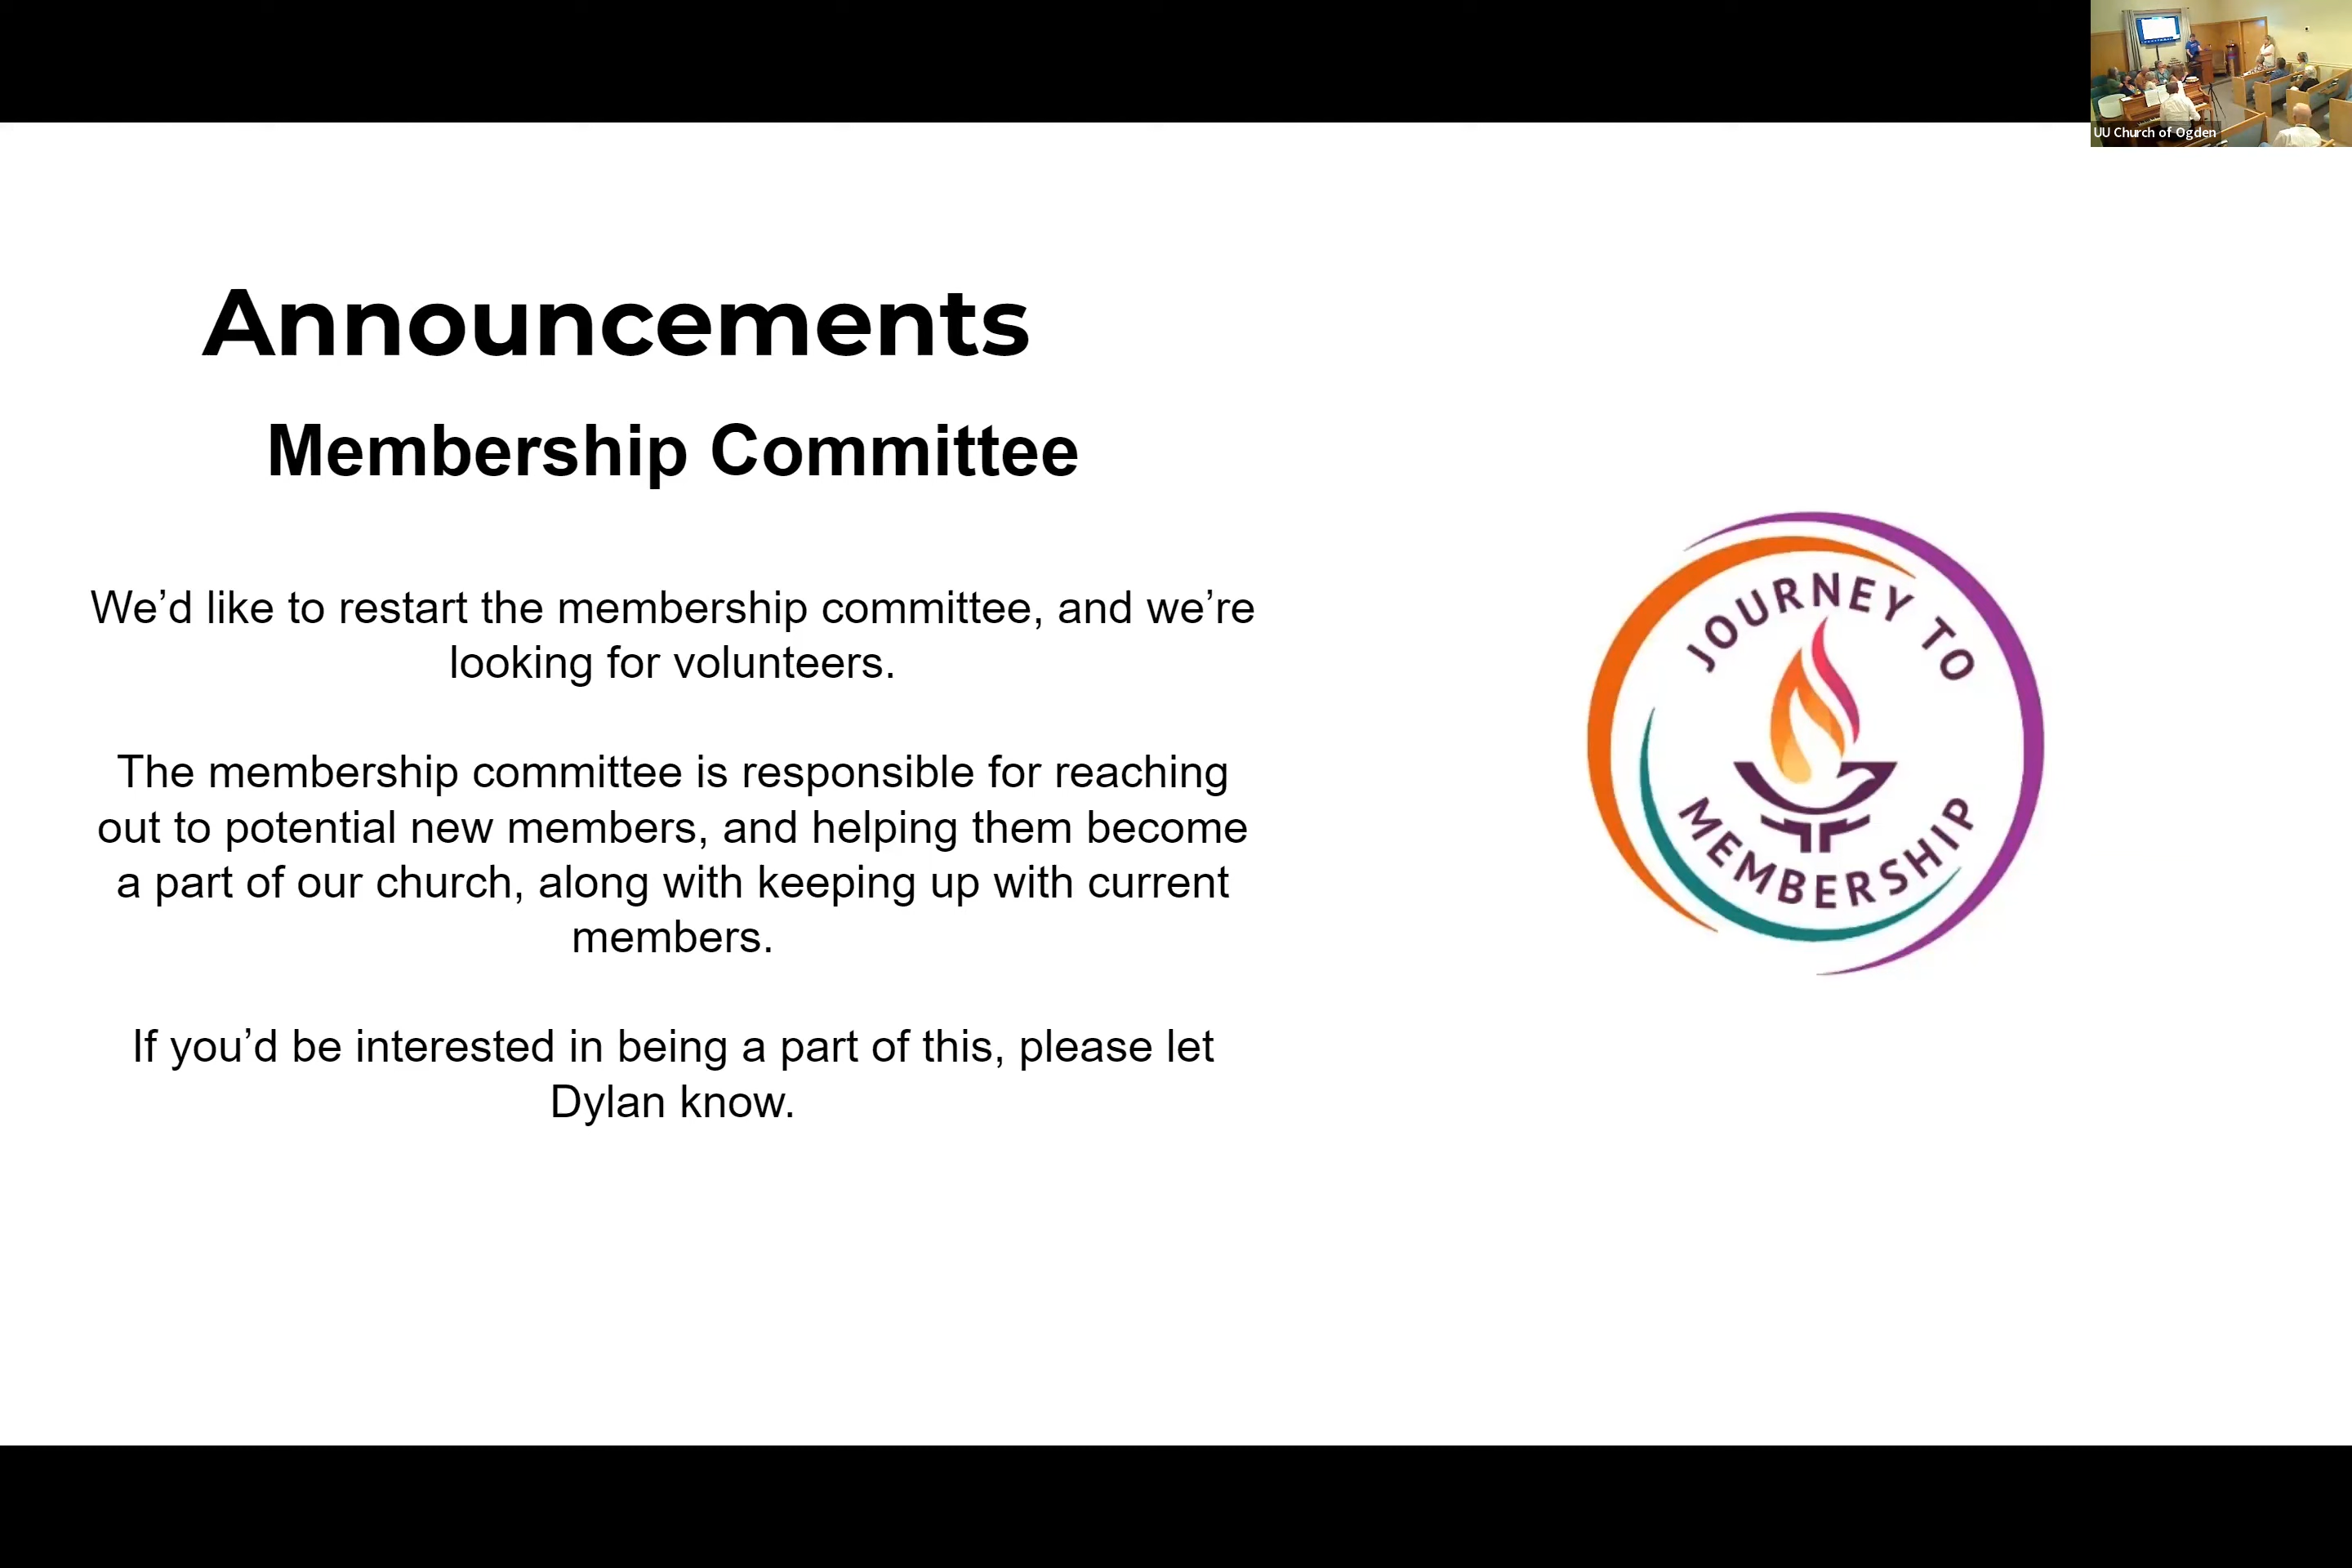 UU Church of Ogden
Announcements
Membership Committee
We’d like to restart the membership committee, and we’re
looking for volunteers.
The membership committee is responsible for reaching
out to potential new members, and helping them become
a part of our church, along with keeping up with current
members.
If you’d be interested in being a part of this, please let
Dylan know.
JOURNEY TO
MEMBERSHIP